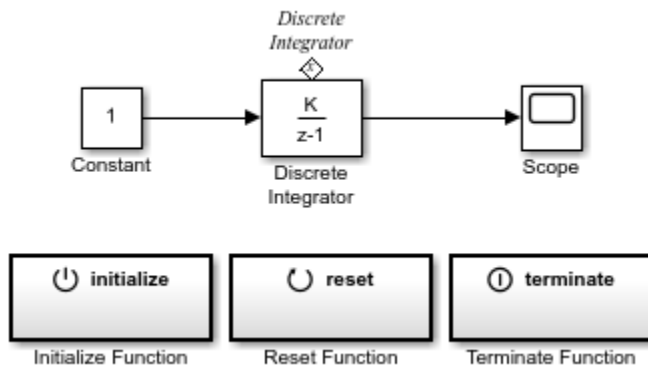 Discrete
Integrator
x
1
K
z-1
Constant
Discrete
Integrator
Scope
initialize
reset
terminate
Initialize Function
Reset Function
Terminate Function